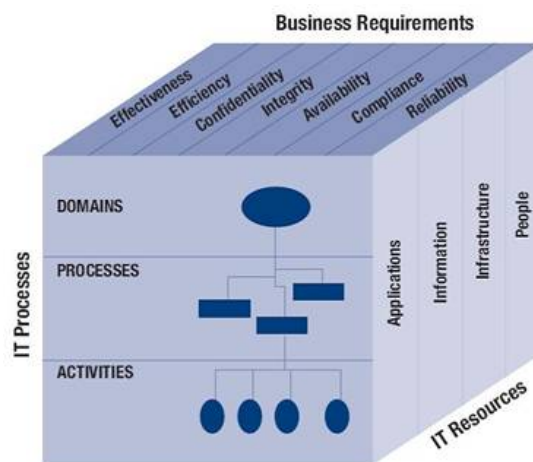 Business Requirements
Effectiveness
Efficiency
Confidentiality
Integrity
Availability
Compliance
Reliability
IT Processes
DOMAINS
PROCESSES
ACTIVITIES
Applications
Information
Infrastructure
People
IT Resources